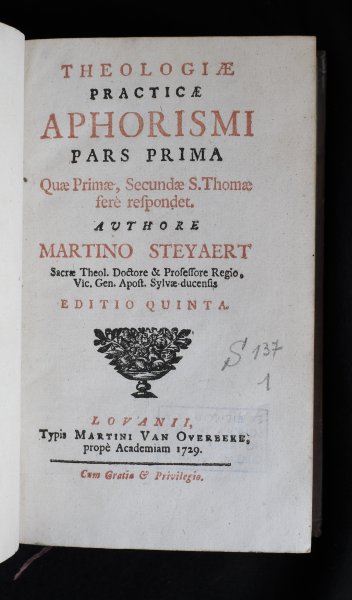 THEOLOGIÆ
PRACTICÆ
APHORISMI
PARS PRIMA
Quæ Primæ, Secundæ S. Thomæ
ferè reſpondet.
AUTHORE
MARTINO STEYAERT
Sacræ Theol. Doctore & Profeſſore Regio,
Vic. Gen. Apoſt. Sylvæ-ducenſis
EDITIO QUINTA.
S 137
1
LOVANII,
Typis MARTINI VAN OVERBEKE,
propè Academiam 1729.
Cum Gratia & Privilegio.